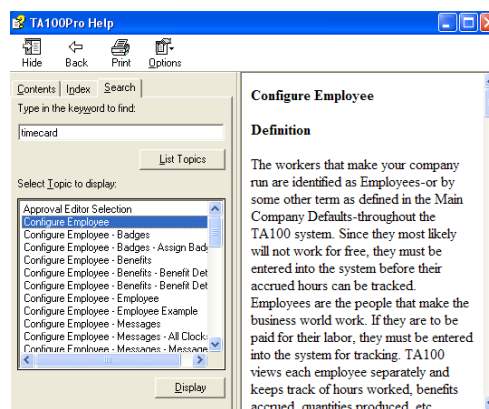 TA100Pro Help
Hide Back Print Options
Contents Index Search
Type in the keyword to find:
timecard
List Topics
Select Topic to display:
Approval Editor Selection
Configure Employee
Configure Employee - Badges
Configure Employee - Badges - Assign Badg
Configure Employee - Benefits
Configure Employee - Benefits - Benefit Det
Configure Employee - Employee
Configure Employee - Employee Example
Configure Employee - Messages
Configure Employee - Messages - All Clock:
Configure Employee - Messages - Message
Display
Configure Employee
Definition
The workers that make your company
run are identified as Employees-or by
some other term as defined in the Main
Company Defaults-throughout the
TA100 system. Since they most likely
will not work for free, they must be
entered into the system before their
accrued hours can be tracked.
Employees are the people that make the
business world work. If they are to be
paid for their labor, they must be entered
into the system for tracking. TA100
views each employee separately and
keeps track of hours worked, benefits
accrued, quantities produced, etc.